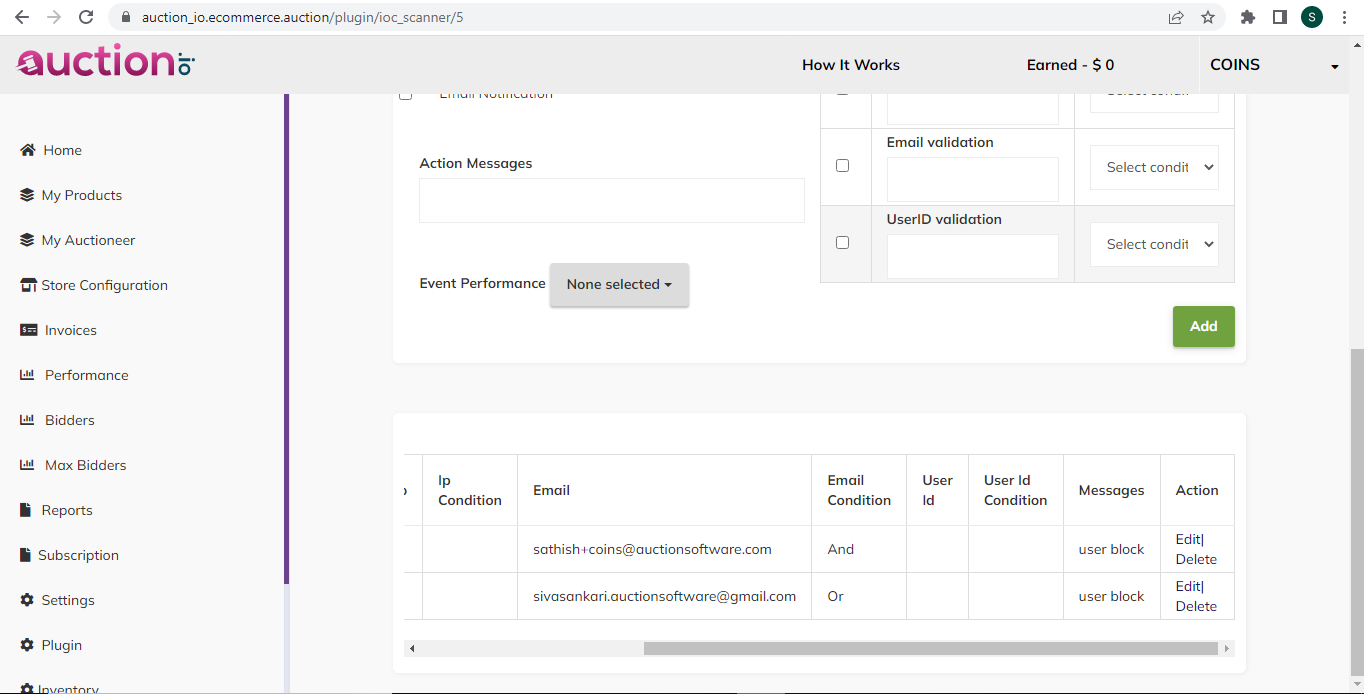 auction_io.ecommerce.auction/plugin/ioc_scanner/5
S
auction io
How It Works
Earned - $ 0
COINS
Home
My Products
My Auctioneer
Store Configuration
Invoices
Performance
Bidders
Max Bidders
Reports
Subscription
Settings
Plugin
Inventory
Email Notification
Action Messages
Event Performance
None selected
Email validation
Select condit
UserID validation
Select condit
Add
Ip
Condition
Email
Email
Condition
User
Id
User Id
Condition
Messages
Action
sathish+coins@auctionsoftware.com
And
user block
Edit|
Delete
sivasankari.auctionsoftware@gmail.com
Or
user block
Edit|
Delete